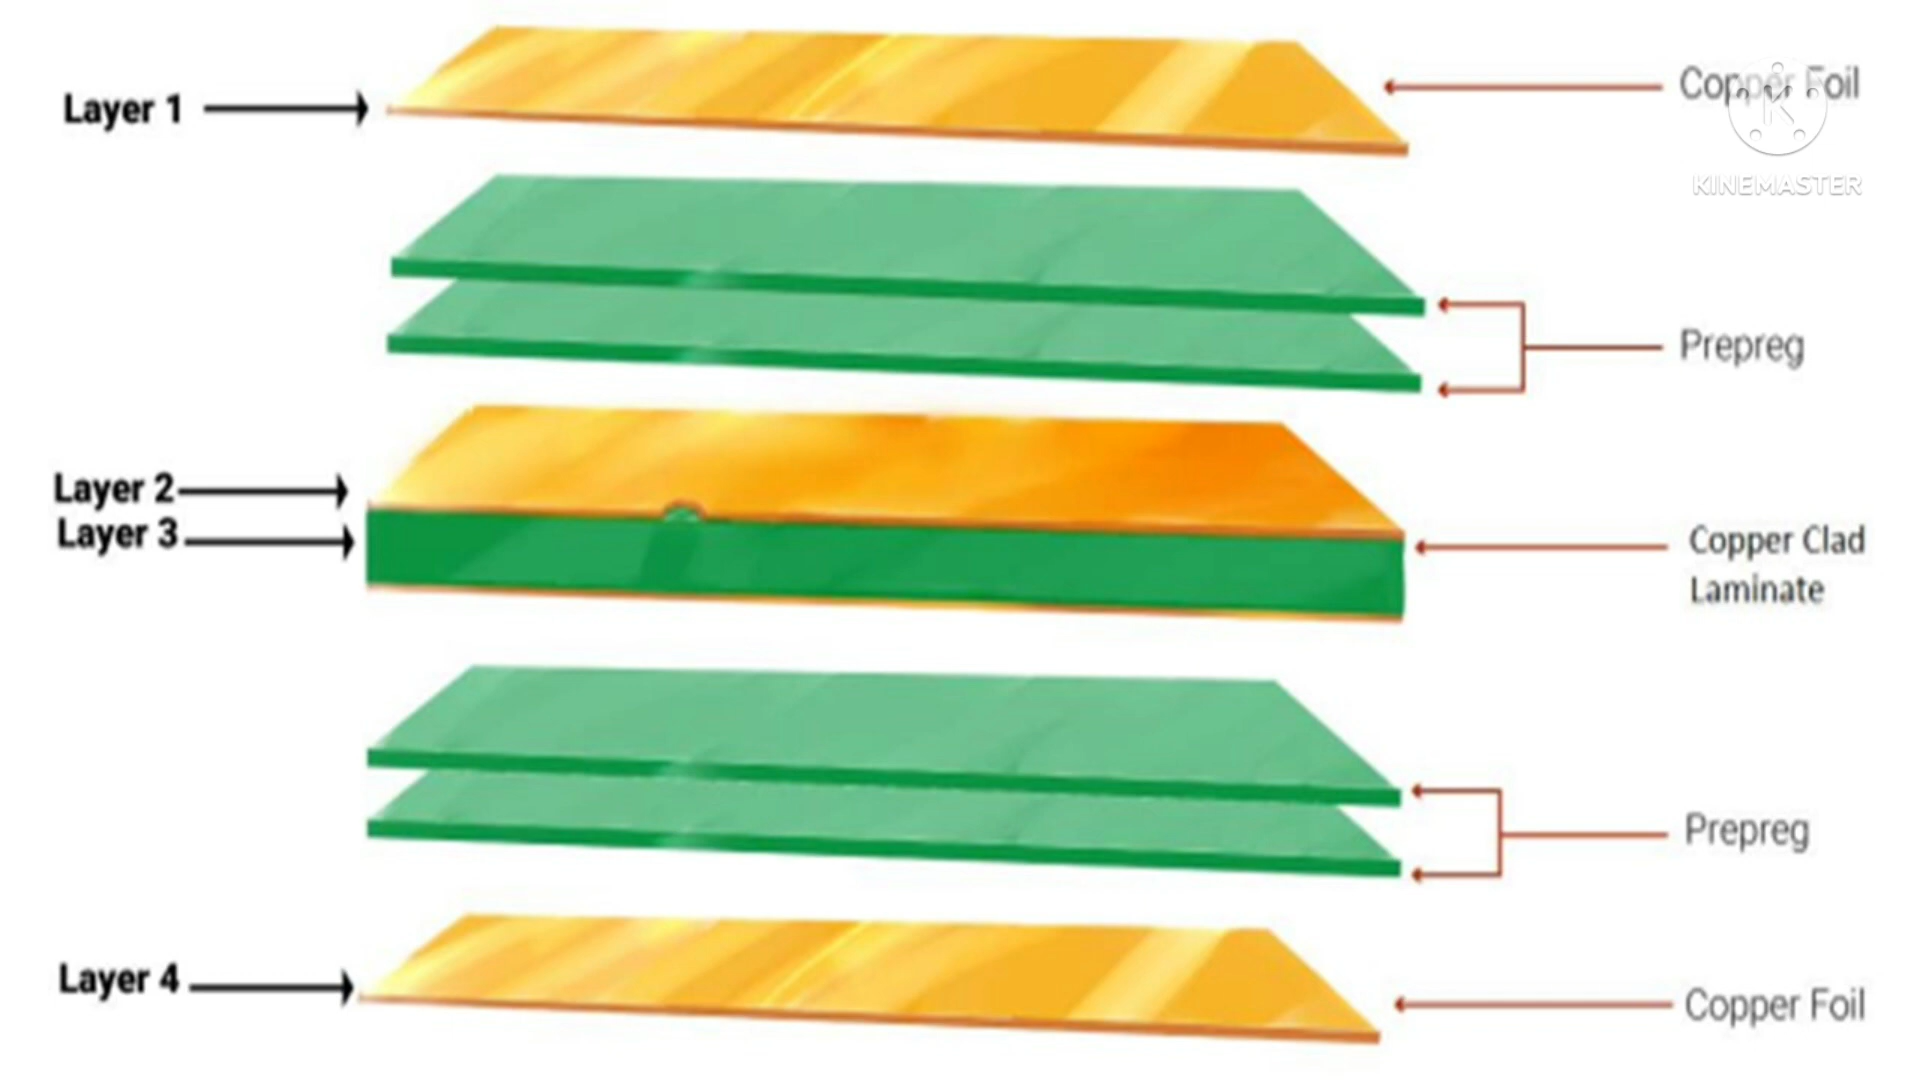 Layer 1
Copper Foil
KINEMASTER
Prepreg
Layer 2
Layer 3
Copper Clad
Laminate
Prepreg
Layer 4
Copper Foil